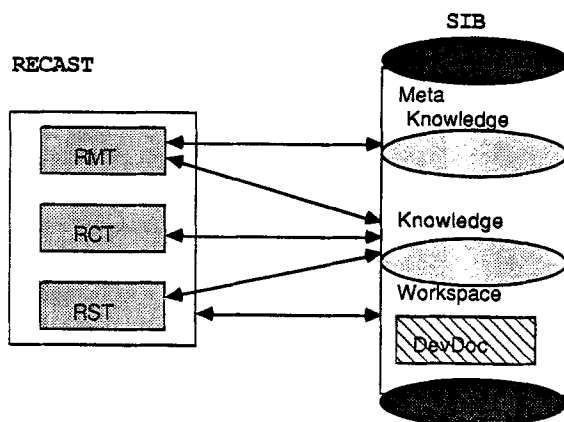 SIB
RECAST
Meta
Knowledge
RMT
RCT
Knowledge
RST
Workspace
DevDoc